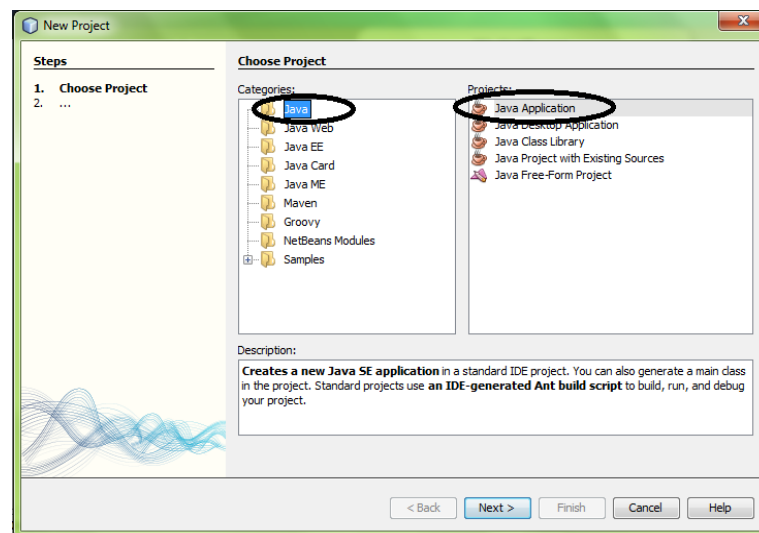 New Project
Steps
1. Choose Project
2. ...
Choose Project
Categories:
Java
Java Web
Java EE
Java Card
Java ME
Maven
Groovy
NetBeans Modules
Samples
Projects:
Java Application
Java Desktop Application
Java Class Library
Java Project with Existing Sources
Java Free-Form Project
Description:
Creates a new Java SE application in a standard IDE project. You can also generate a main class
in the project. Standard projects use an IDE-generated Ant build script to build, run, and debug
your project.
< Back Next > Finish Cancel Help